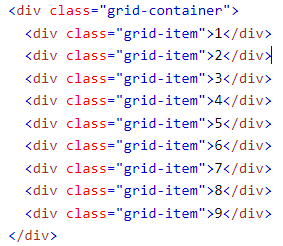 <div class="grid-container">
  <div class="grid-item">1</div>
  <div class="grid-item">2</div>
  <div class="grid-item">3</div>
  <div class="grid-item">4</div>
  <div class="grid-item">5</div>
  <div class="grid-item">6</div>
  <div class="grid-item">7</div>
  <div class="grid-item">8</div>
  <div class="grid-item">9</div>
</div>